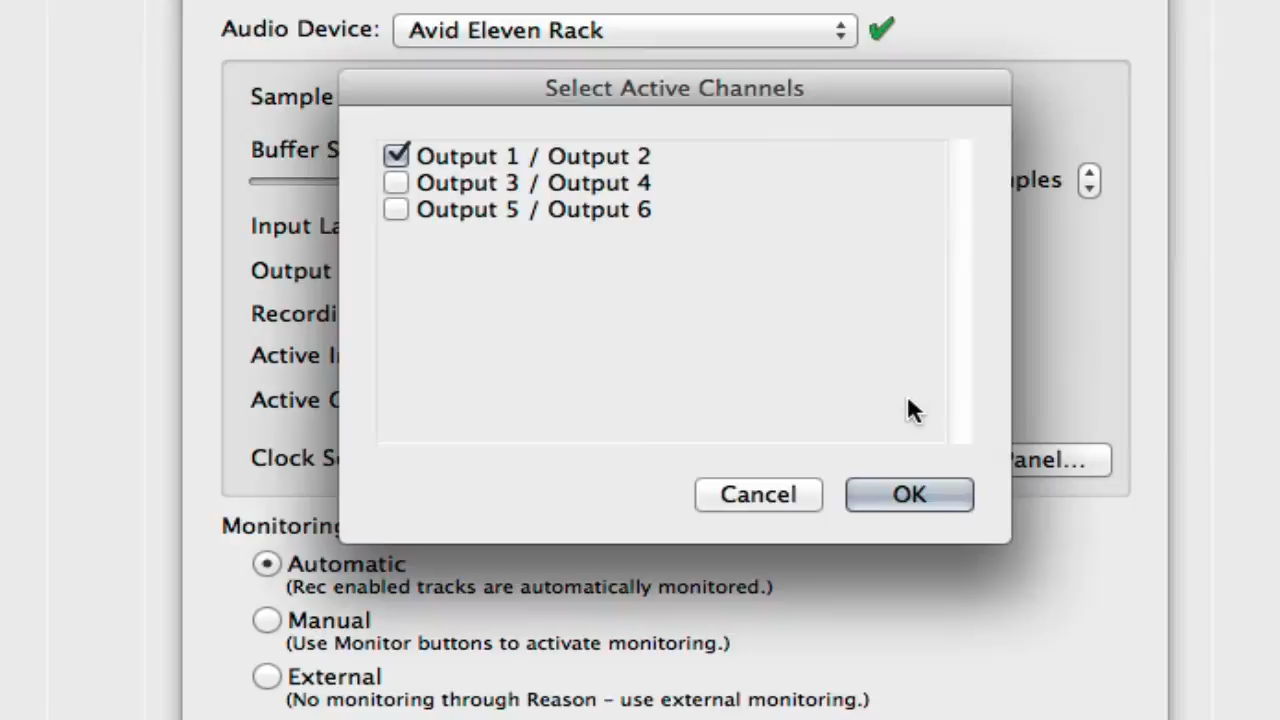 Audio Device: Avid Eleven Rack
Select Active Channels
Sample
Output 1 / Output 2
Buffer S
Output 3 / Output 4
ples
Output 5 / Output 6
Input La
Output
Recordi
Active I
Active C
Clock S
Panel...
Cancel
OK
Monitoring
Automatic
(Rec enabled tracks are automatically monitored.)
Manual
(Use Monitor buttons to activate monitoring.)
External
(No monitoring through Reason - use external monitoring.)